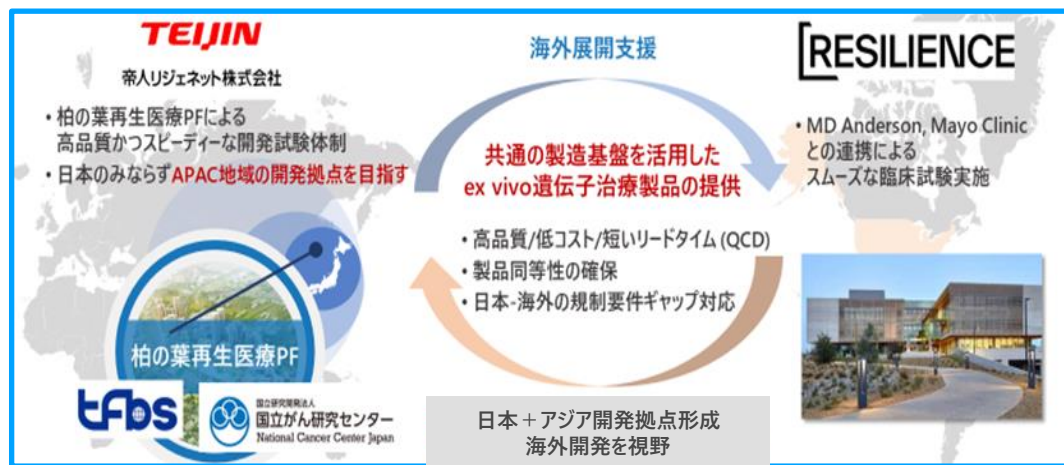 TEIJIN
帝人リジェネット株式会社
・柏の葉再生医療PFによる
高品質かつスピーディーな開発試験体制
・日本のみならずAPAC地域の開発拠点を目指す
柏の葉再生医療PF
tfbs
国立研究開発法人
国立がん研究センター
National Cancer Center Japan
海外展開支援
共通の製造基盤を活用した
ex vivo遺伝子治療製品の提供
・高品質/低コスト/短いリードタイム (QCD)
・製品同等性の確保
・日本-海外の規制要件ギャップ対応
日本＋アジア開発拠点形成
海外開発を視野
[RESILIENCE
・MD Anderson, Mayo Clinic
との連携による
スムーズな臨床試験実施